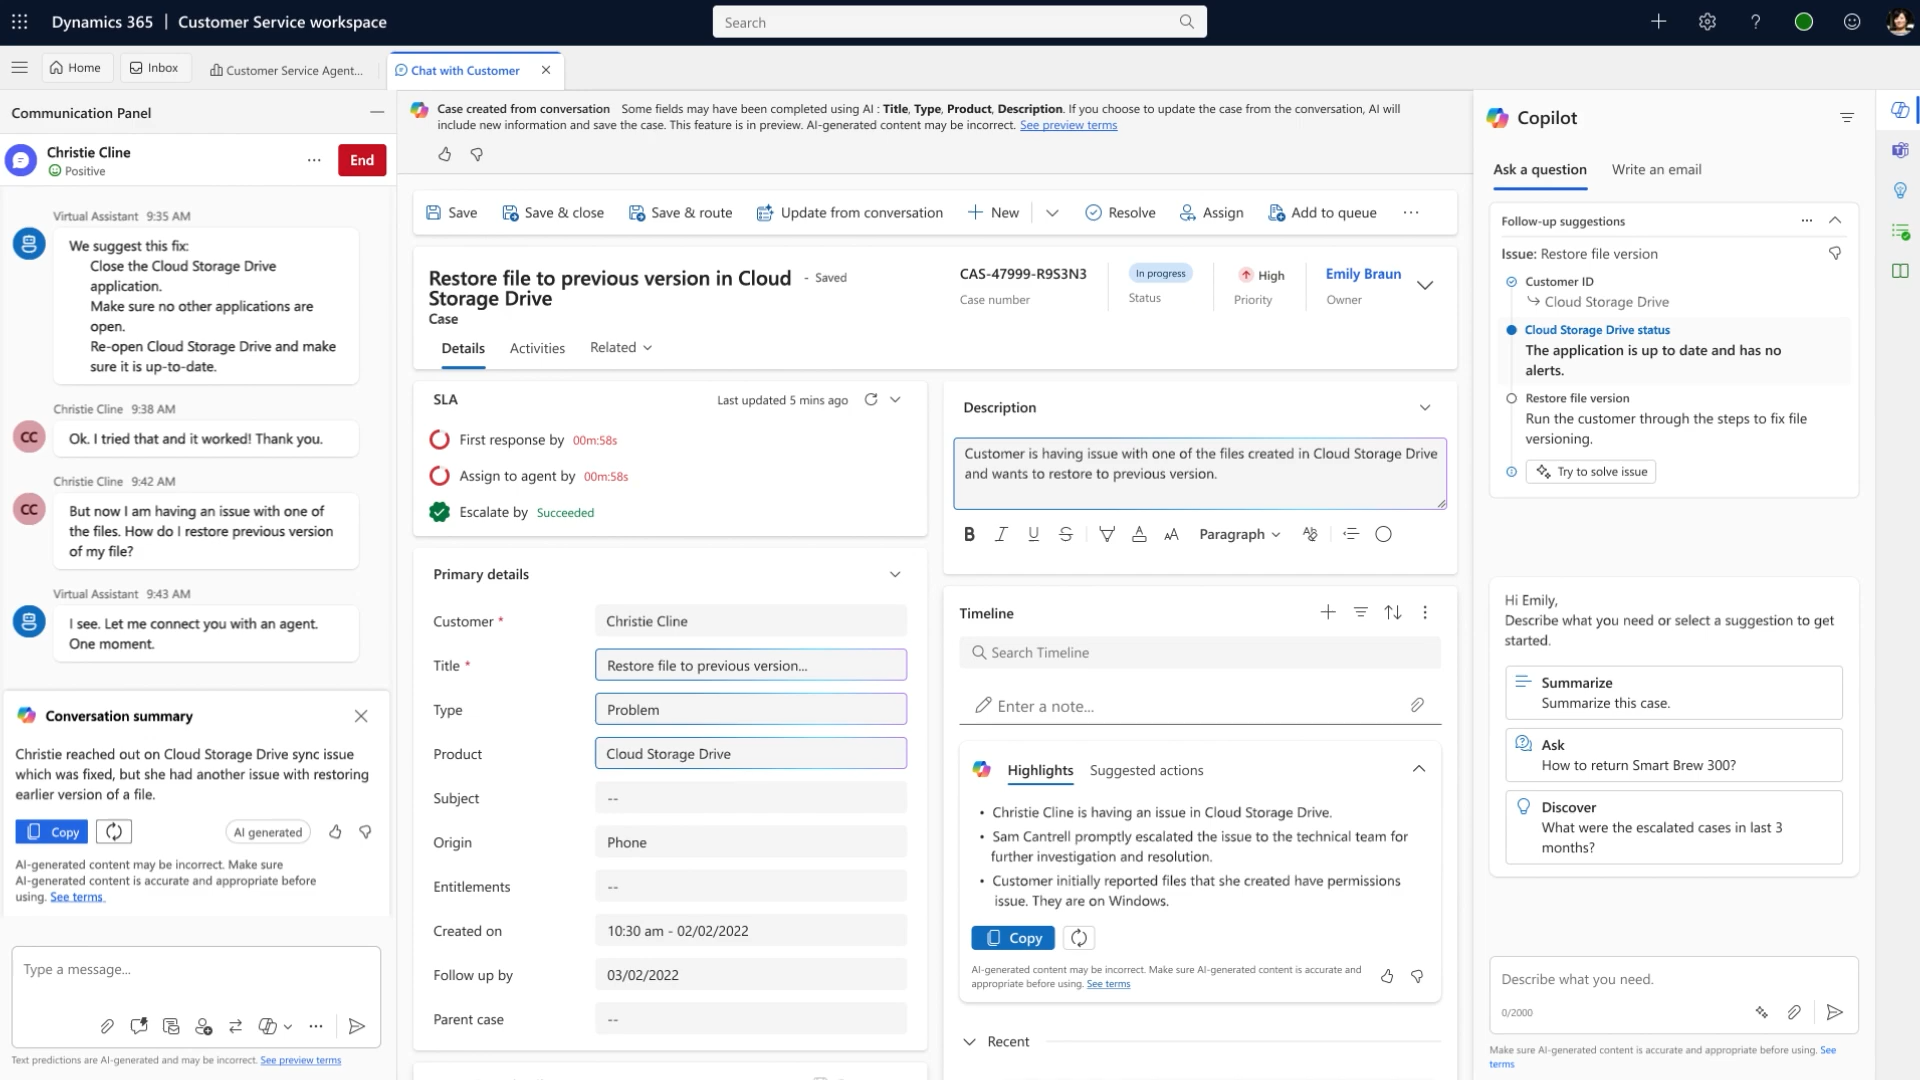 Dynamics 365 | Customer Service workspace
Search
Home
Inbox
Customer Service Agent...
Chat with Customer
Communication Panel
Christie Cline
Positive
End
Virtual Assistant 9:35 AM
We suggest this fix:
Close the Cloud Storage Drive
application.
Make sure no other applications are
open.
Re-open Cloud Storage Drive and make
sure it is up-to-date.
Christie Cline 9:38 AM
CC
Ok. I tried that and it worked! Thank you.
Christie Cline 9:42 AM
CC
But now I am having an issue with one of
the files. How do I restore previous version
of my file?
Virtual Assistant 9:43 AM
I see. Let me connect you with an agent.
One moment.
Conversation summary
Christie reached out on Cloud Storage Drive sync issue
which was fixed, but she had another issue with restoring
earlier version of a file.
Copy
AI generated
AI-generated content may be incorrect. Make sure
AI-generated content is accurate and appropriate before
using. See terms
Type a message...
Text predictions are AI-generated and may be incorrect. See preview terms
Case created from conversation Some fields may have been completed using AI : Title, Type, Product, Description. If you choose to update the case from the conversation, AI will
include new information and save the case. This feature is in preview. AI-generated content may be incorrect. See preview terms
Save
Save & close
Save & route
Update from conversation
New
Resolve
Assign
Add to queue
Restore file to previous version in Cloud
Storage Drive
- Saved
Case
CAS-47999-R9S3N3
Case number
In progress
Status
High
Priority
Emily Braun
Owner
Details
Activities
Related
SLA
Last updated 5 mins ago
First response by 00m:58s
Assign to agent by 00m:58s
Escalate by Succeeded
Primary details
Customer *
Christie Cline
Title *
Restore file to previous version...
Type
Problem
Product
Cloud Storage Drive
Subject
--
Origin
Phone
Entitlements
--
Created on
10:30 am - 02/02/2022
Follow up by
03/02/2022
Parent case
--
Description
Customer is having issue with one of the files created in Cloud Storage Drive
and wants to restore to previous version.
Paragraph
Timeline
Search Timeline
Enter a note...
Highlights
Suggested actions
• Christie Cline is having an issue in Cloud Storage Drive.
• Sam Cantrell promptly escalated the issue to the technical team for
further investigation and resolution.
• Customer initially reported files that she created have permissions
issue. They are on Windows.
Copy
AI-generated content may be incorrect. Make sure AI-generated content is accurate and
appropriate before using. See terms
Recent
Copilot
Ask a question
Write an email
Follow-up suggestions
Issue: Restore file version
Customer ID
Cloud Storage Drive
Cloud Storage Drive status
The application is up to date and has no
alerts.
Restore file version
Run the customer through the steps to fix file
versioning.
Try to solve issue
Hi Emily,
Describe what you need or select a suggestion to get
started.
Summarize
Summarize this case.
Ask
How to return Smart Brew 300?
Discover
What were the escalated cases in last 3
months?
Describe what you need.
0/2000
Make sure AI-generated content is accurate and appropriate before using. See
terms